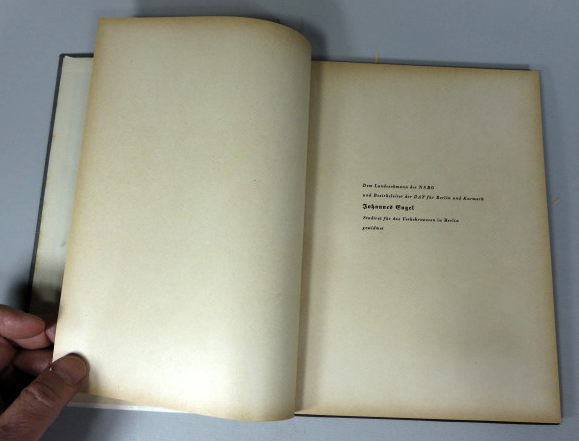 Dem Landesobmann der NSBO
und Bezirksleiter der DAF für Berlin und Kurmark
Johannes Engel
Stadtrat für das Verkehrswesen in Berlin
gewidmet